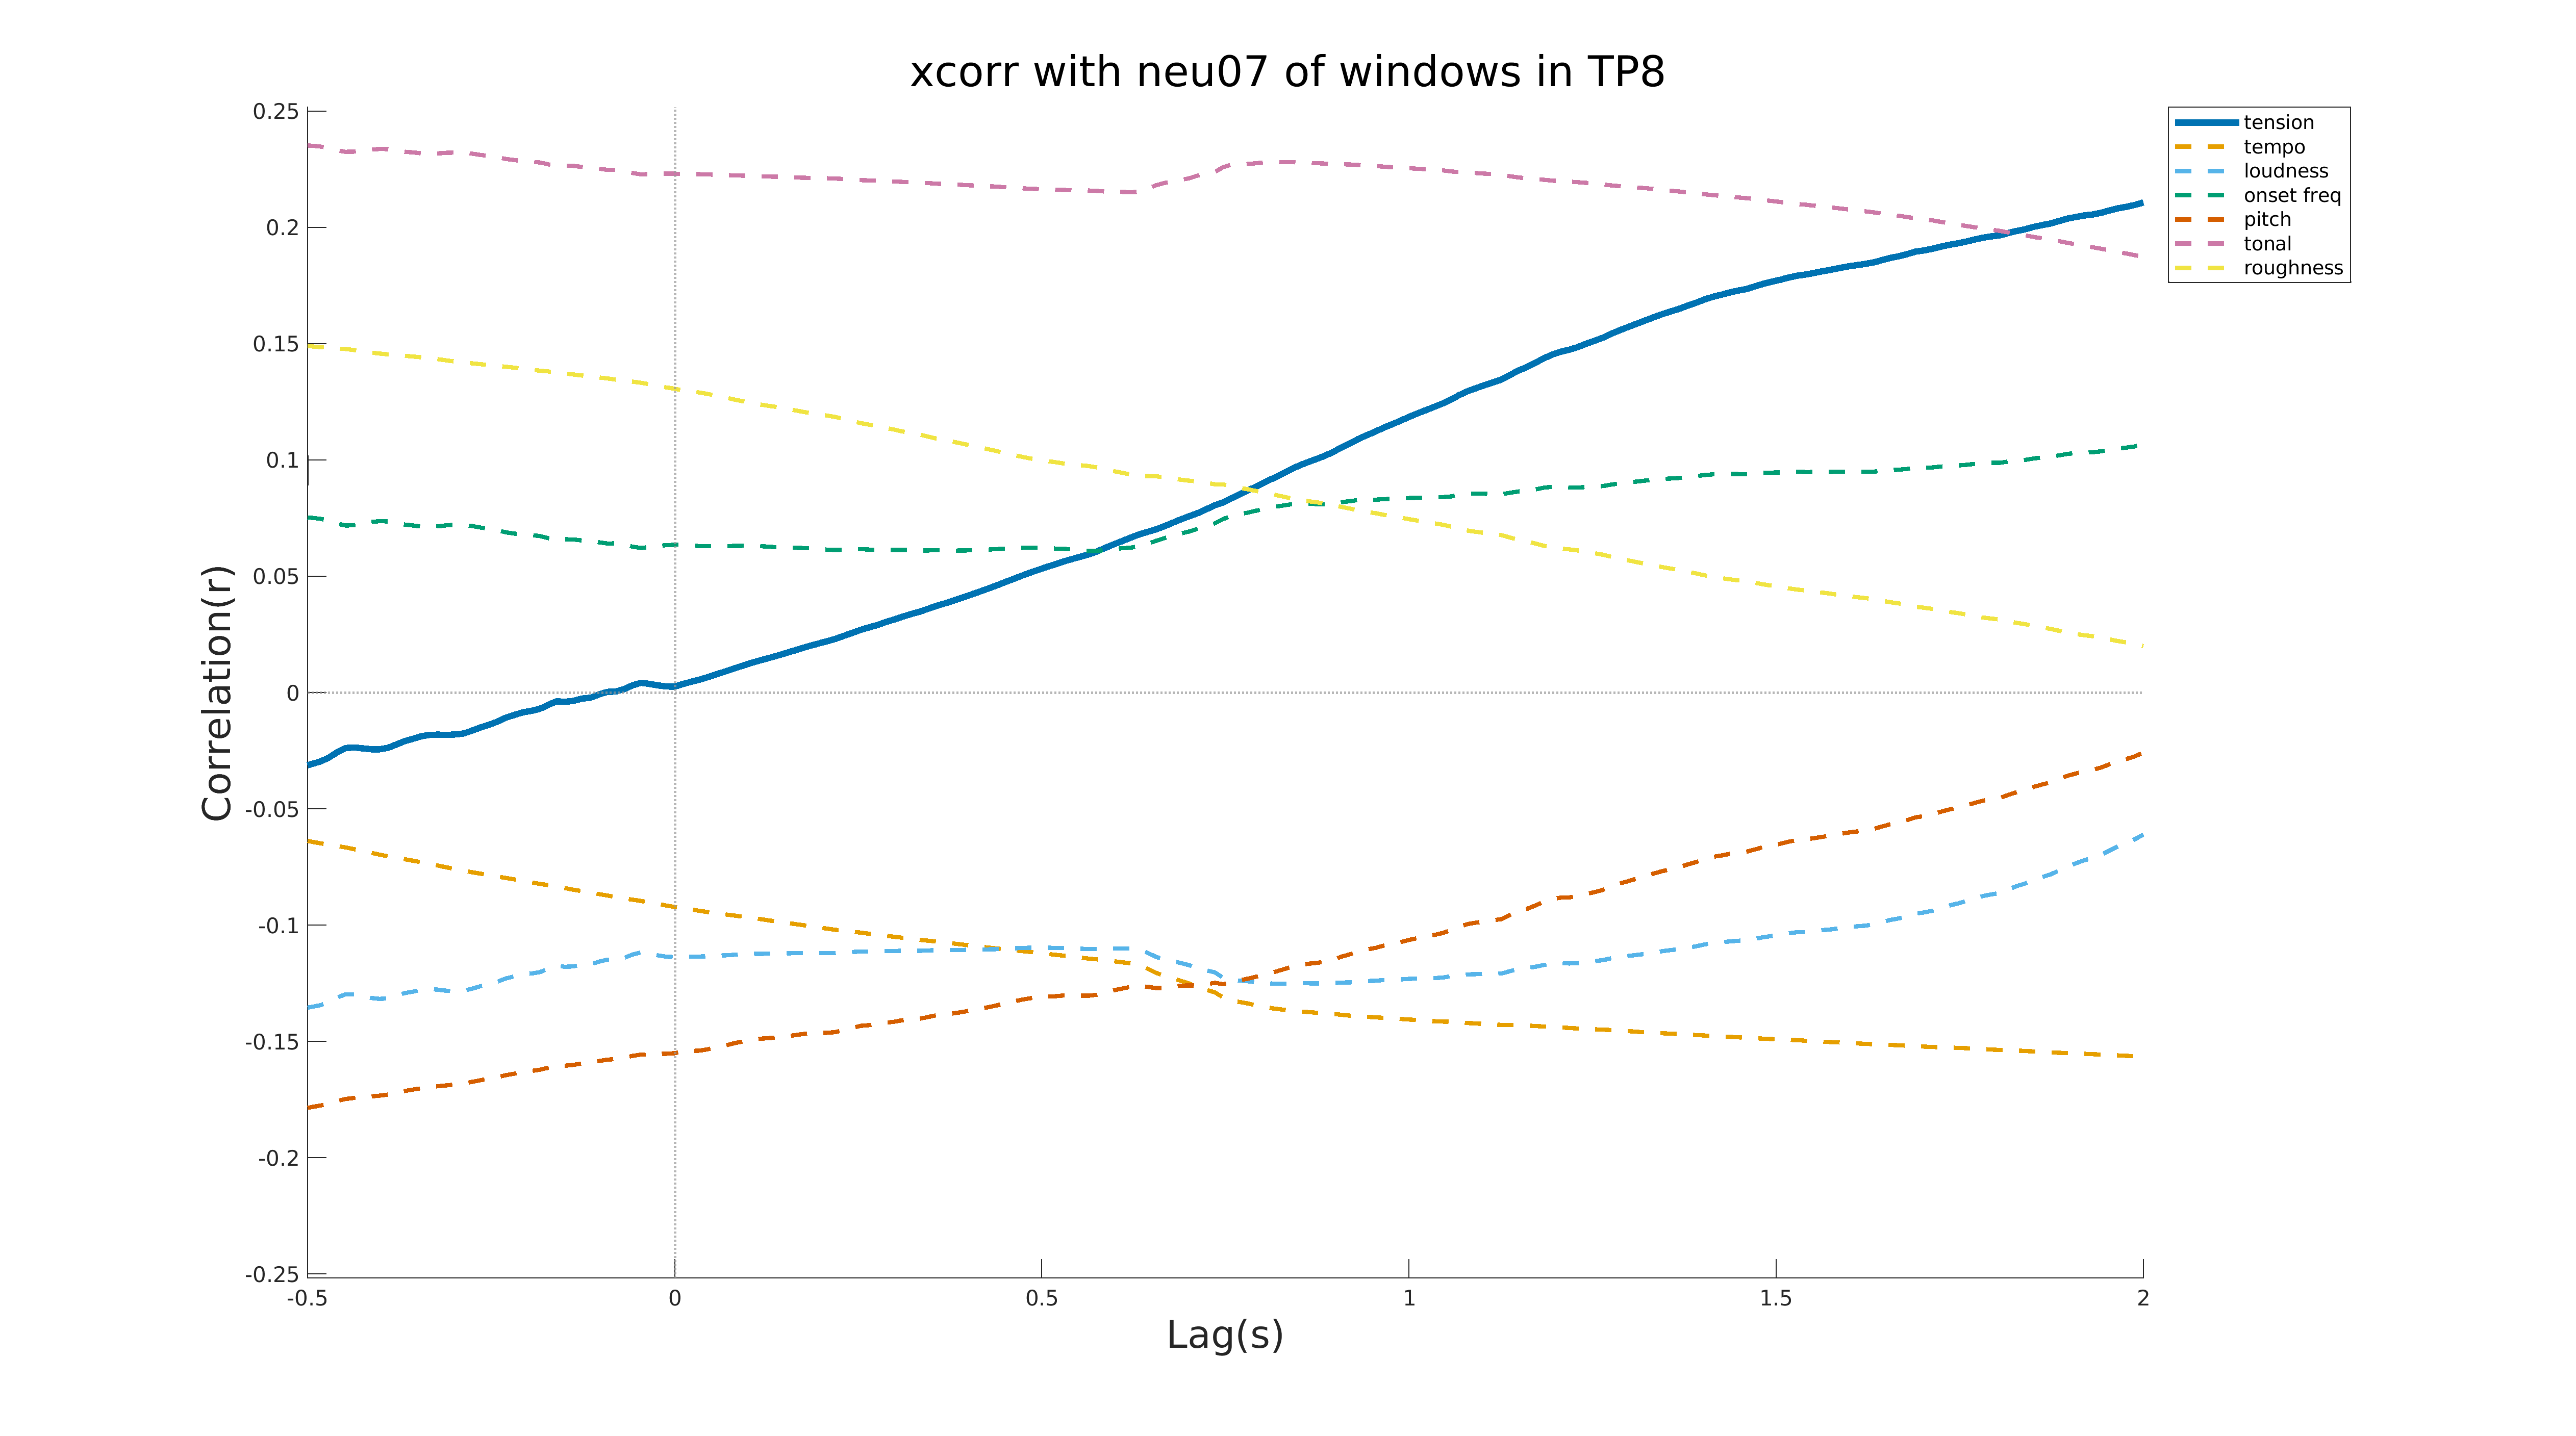 xcorr with neu07 of windows in TP8
0.25
0.2
0.15
0.1
0.05
0
-0.05
-0.1
-0.15
-0.2
-0.25
Correlation(r)
-0.5 0 0.5 1 1.5 2
Lag(s)
tension
tempo
loudness
onset freq
pitch
tonal
roughness